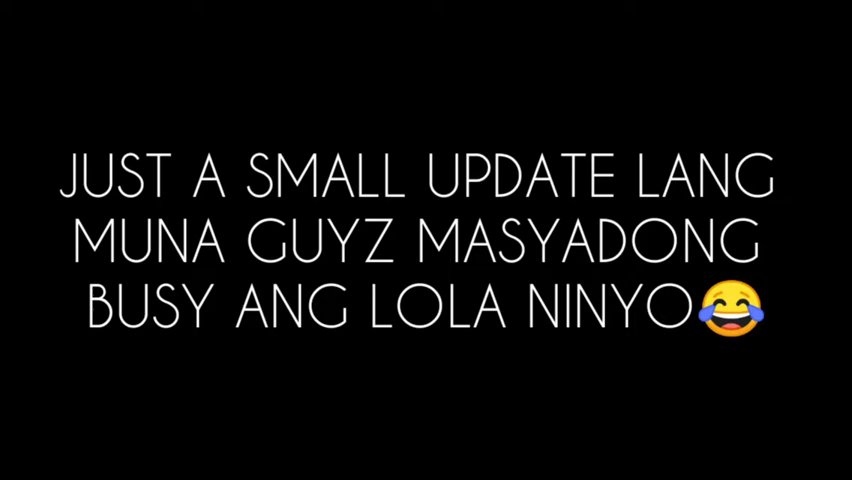 JUST A SMALL UPDATE LANG
MUNA GUYZ MASYADONG
BUSY ANG LOLA NINYO😂